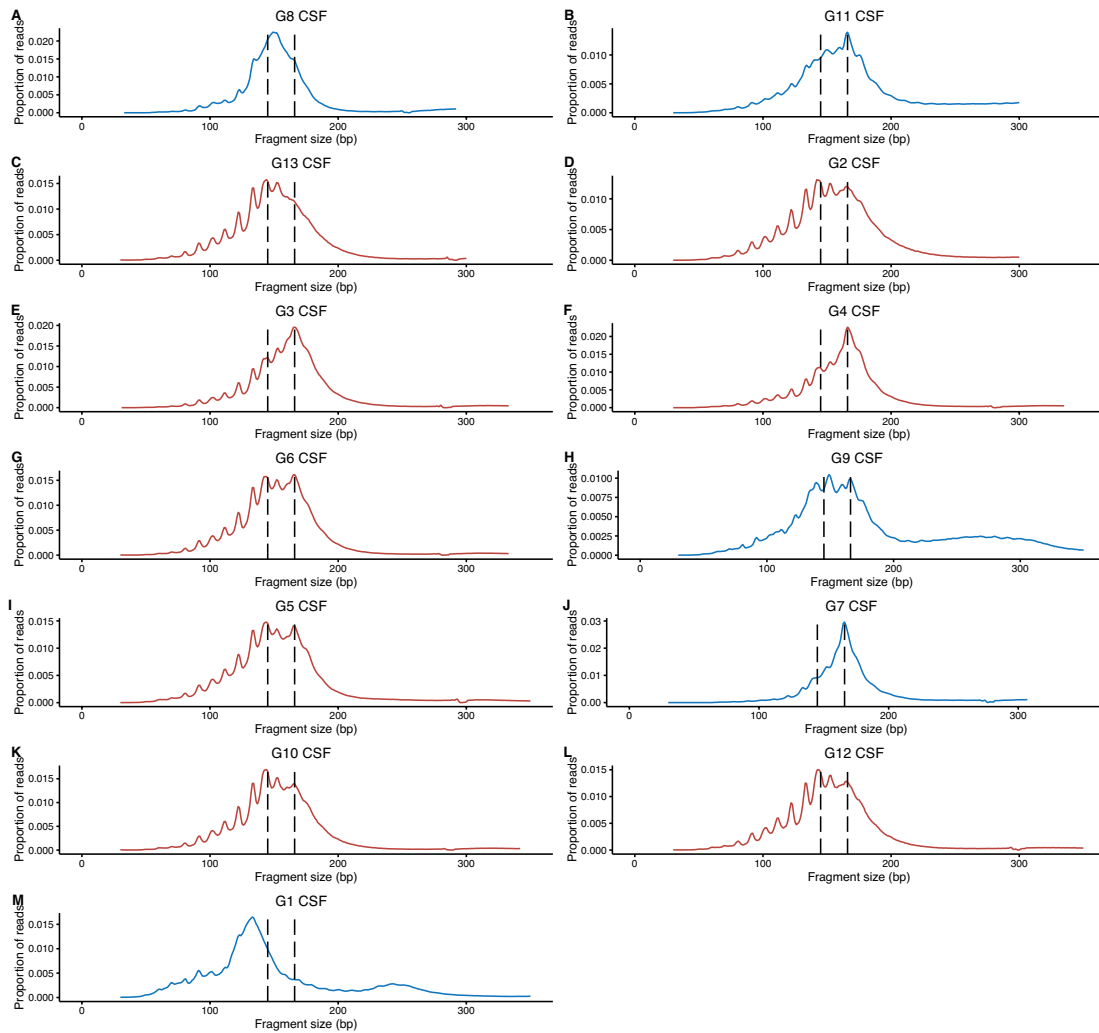 A
G8 CSF
Proportion of reads
0.020
0.015
0.010
0.005
0.000
0 100 200 300
Fragment size (bp)
B
G11 CSF
Proportion of reads
0.010
0.005
0.000
0 100 200 300
Fragment size (bp)
C
G13 CSF
Proportion of reads
0.015
0.010
0.005
0.000
0 100 200 300
Fragment size (bp)
D
G2 CSF
Proportion of reads
0.010
0.005
0.000
0 100 200 300
Fragment size (bp)
E
G3 CSF
Proportion of reads
0.020
0.015
0.010
0.005
0.000
0 100 200 300
Fragment size (bp)
F
G4 CSF
Proportion of reads
0.020
0.015
0.010
0.005
0.000
0 100 200 300
Fragment size (bp)
G
G6 CSF
Proportion of reads
0.015
0.010
0.005
0.000
0 100 200 300
Fragment size (bp)
H
G9 CSF
Proportion of reads
0.0100
0.0075
0.0050
0.0025
0.0000
0 100 200 300
Fragment size (bp)
I
G5 CSF
Proportion of reads
0.015
0.010
0.005
0.000
0 100 200 300
Fragment size (bp)
J
G7 CSF
Proportion of reads
0.03
0.02
0.01
0.00
0 100 200 300
Fragment size (bp)
K
G10 CSF
Proportion of reads
0.015
0.010
0.005
0.000
0 100 200 300
Fragment size (bp)
L
G12 CSF
Proportion of reads
0.015
0.010
0.005
0.000
0 100 200 300
Fragment size (bp)
M
G1 CSF
Proportion of reads
0.015
0.010
0.005
0.000
0 100 200 300
Fragment size (bp)